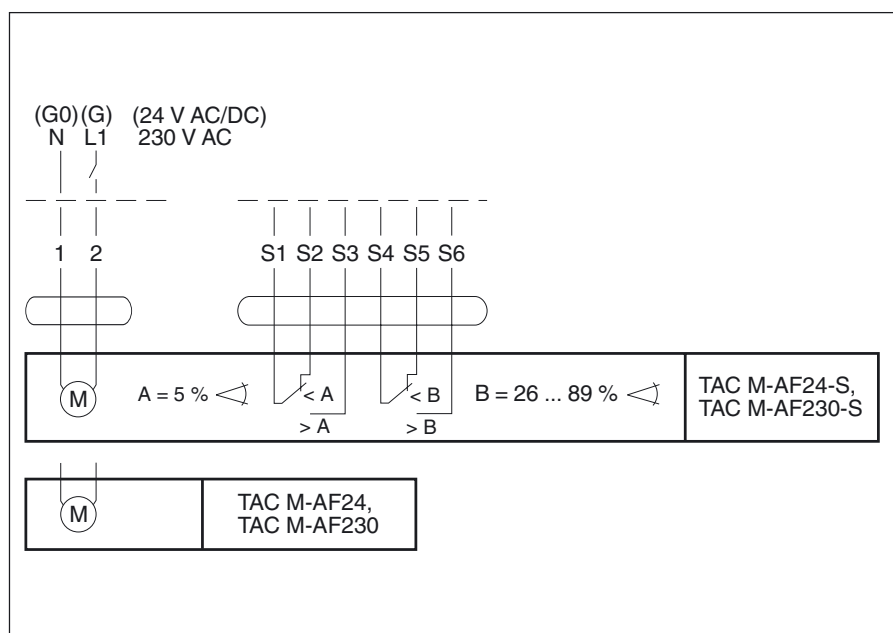 (G0) (G) (24 V AC/DC)
N L1 230 V AC
1 2 S1 S2 S3 S4 S5 S6
M A = 5 % < A < B B = 26 ... 89 % TAC M-AF24-S,
> A > B TAC M-AF230-S
M TAC M-AF24,
TAC M-AF230